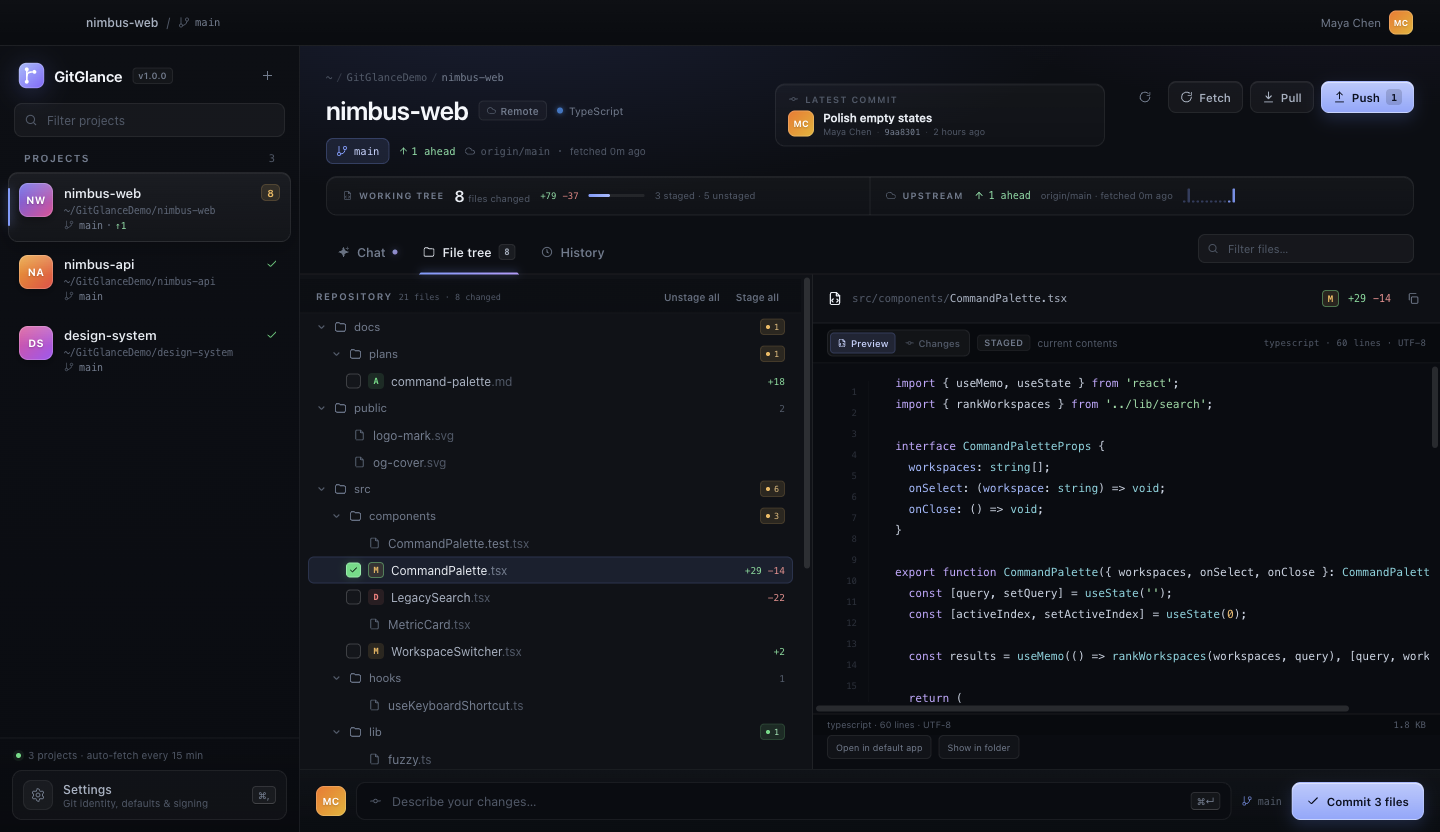 nimbus-web / main
Maya Chen MC
GitGlance v1.0.0
Filter projects
PROJECTS 3
NW nimbus-web 8
~/GitGlanceDemo/nimbus-web
main · ↑1
NA nimbus-api
~/GitGlanceDemo/nimbus-api
main
DS design-system
~/GitGlanceDemo/design-system
main
3 projects · auto-fetch every 15 min
Settings
Git identity, defaults & signing
⌘,
~ / GitGlanceDemo / nimbus-web
nimbus-web Remote TypeScript
main ↑ 1 ahead origin/main · fetched 0m ago
LATEST COMMIT
MC Polish empty states
Maya Chen · 9aa8301 · 2 hours ago
Fetch Pull Push 1
WORKING TREE 8 files changed +79 −37 3 staged · 5 unstaged
UPSTREAM ↑ 1 ahead origin/main · fetched 0m ago
Chat File tree 8 History
Filter files...
REPOSITORY 21 files · 8 changed Unstage all Stage all
docs 1
plans 1
A command-palette.md +18
public 2
logo-mark.svg
og-cover.svg
src 6
components 3
CommandPalette.test.tsx
M CommandPalette.tsx +29 −14
D LegacySearch.tsx −22
MetricCard.tsx
M WorkspaceSwitcher.tsx +2
hooks 1
useKeyboardShortcut.ts
lib 1
fuzzy.ts
src/components/CommandPalette.tsx M +29 −14
Preview Changes STAGED current contents typescript · 60 lines · UTF-8
1 import { useMemo, useState } from 'react';
2 import { rankWorkspaces } from '../lib/search';
3
4 interface CommandPaletteProps {
5 workspaces: string[];
6 onSelect: (workspace: string) => void;
7 onClose: () => void;
8 }
9
10 export function CommandPalette({ workspaces, onSelect, onClose }: CommandPalett
11 const [query, setQuery] = useState('');
12 const [activeIndex, setActiveIndex] = useState(0);
13
14 const results = useMemo(() => rankWorkspaces(workspaces, query), [query, work
15
return (
typescript · 60 lines · UTF-8 1.8 KB
Open in default app Show in folder
MC Describe your changes... ⌘↵ main Commit 3 files